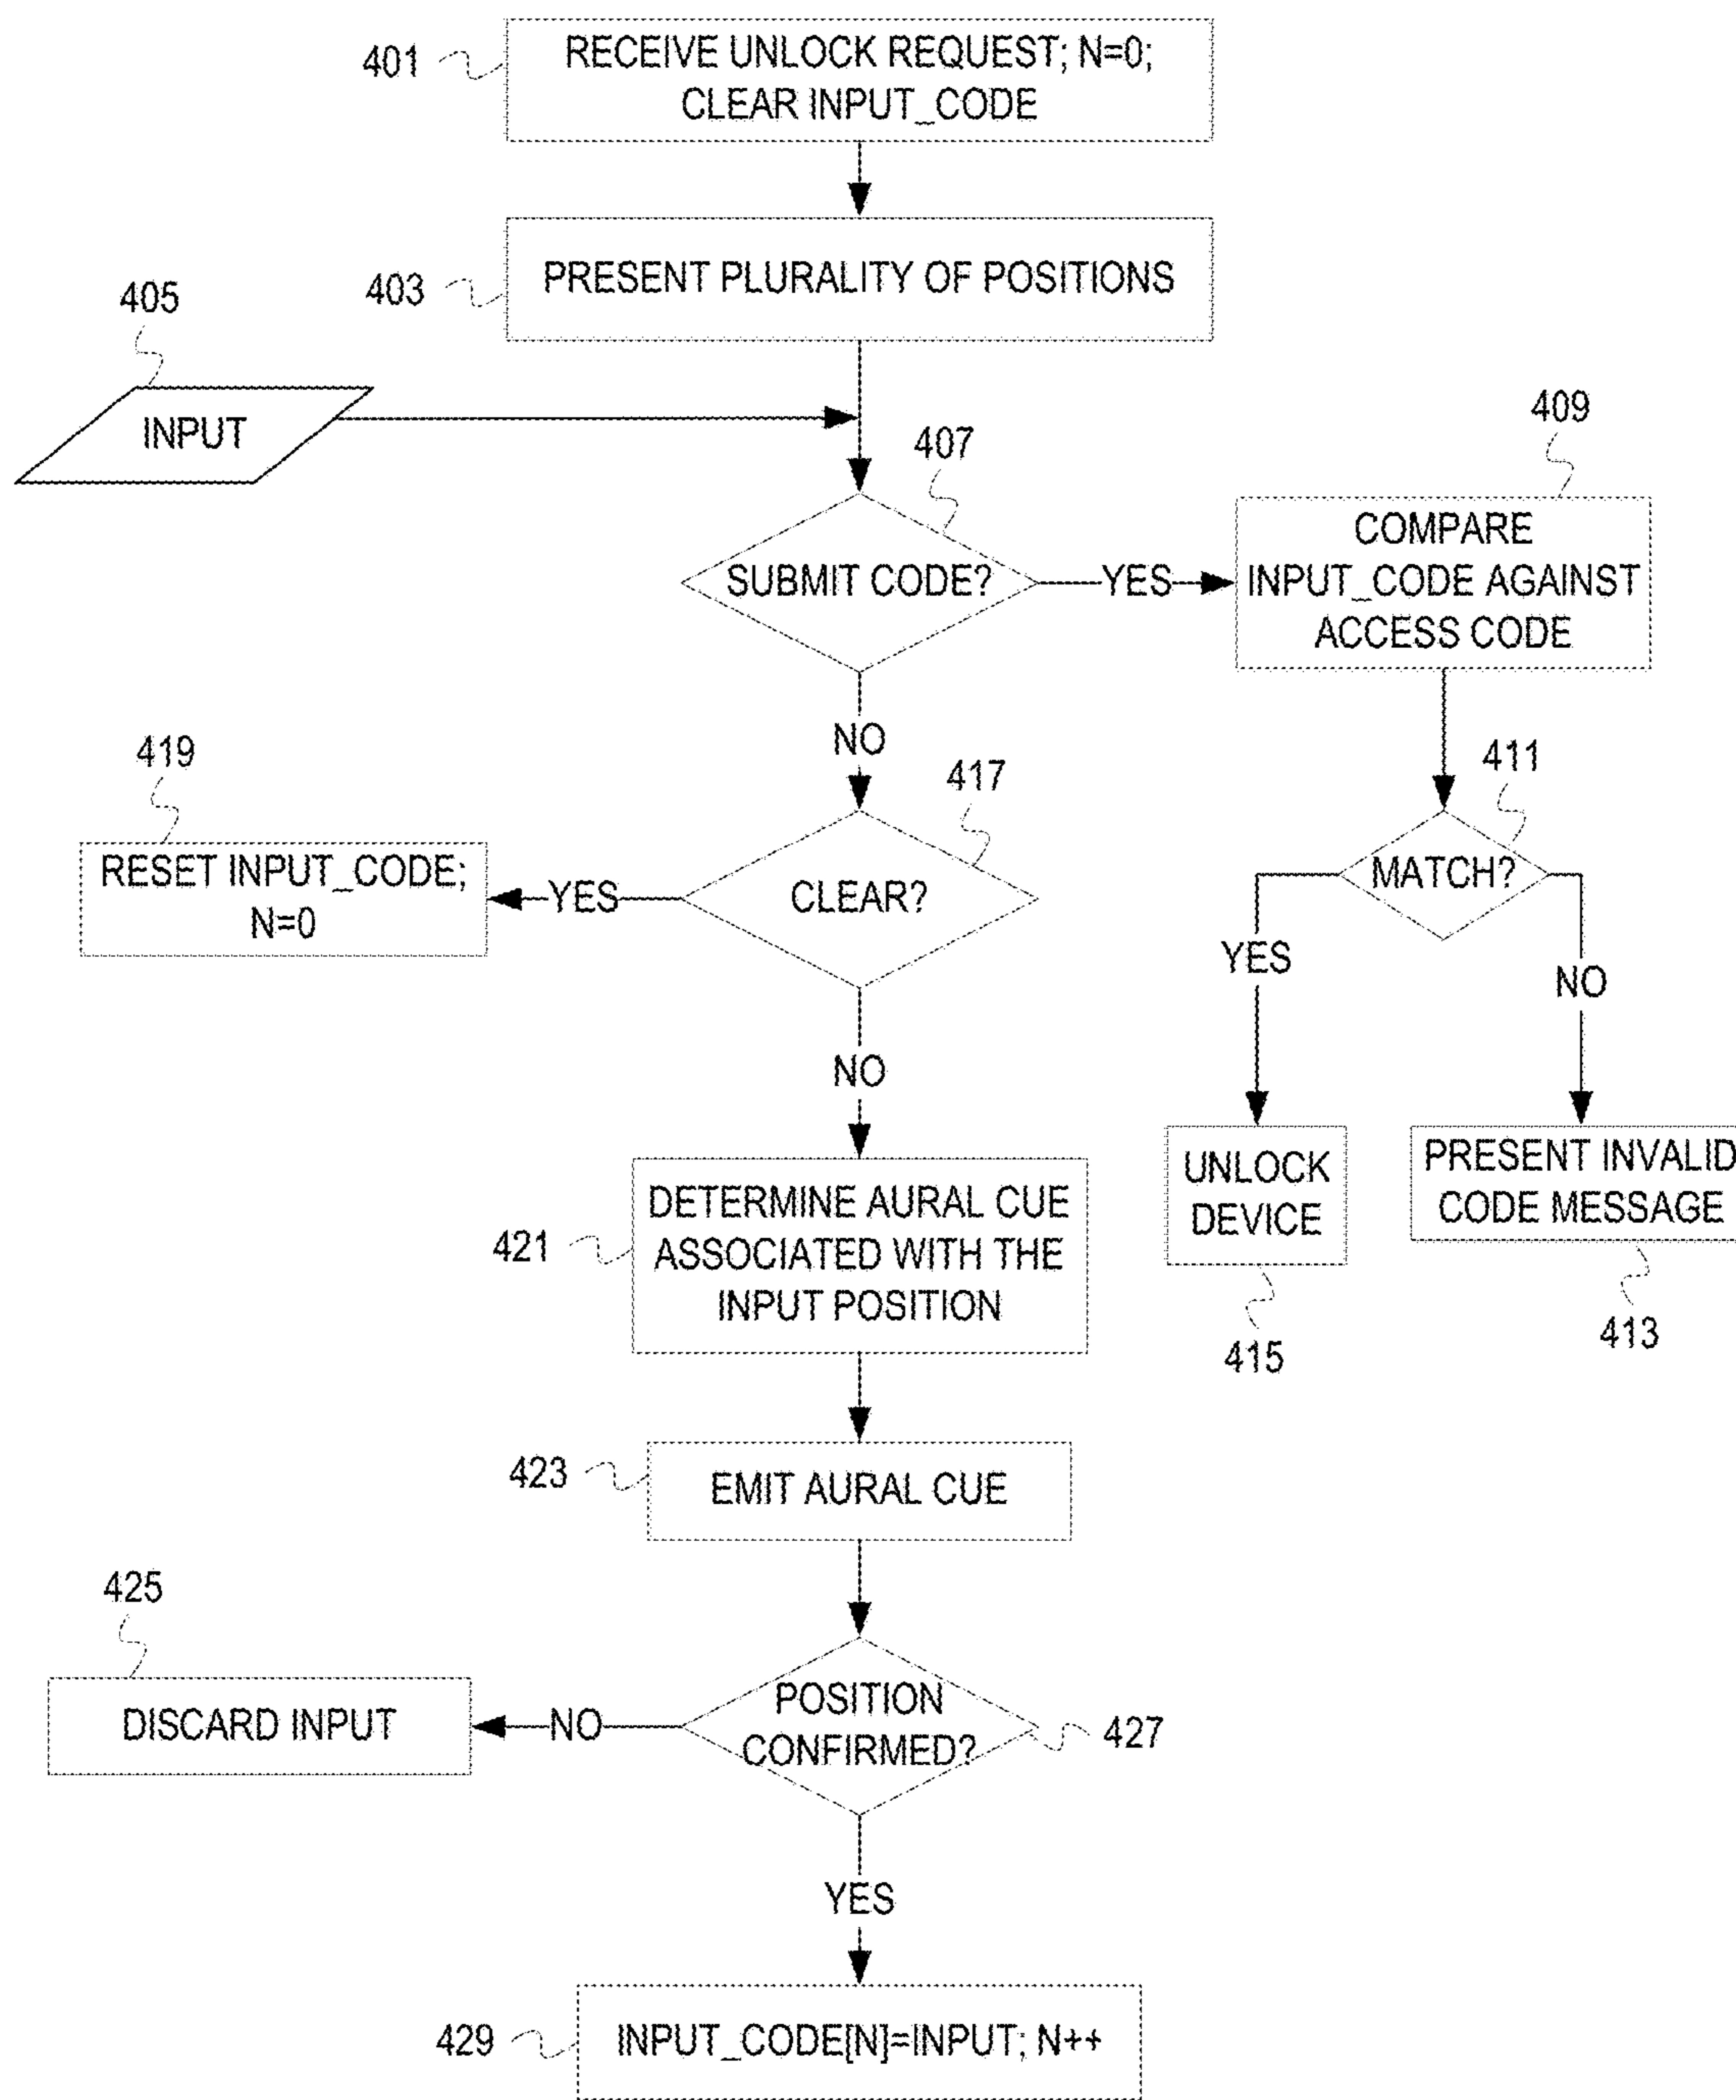 401
RECEIVE UNLOCK REQUEST; N=0;
CLEAR INPUT_CODE
403
PRESENT PLURALITY OF POSITIONS
405
INPUT
407
SUBMIT CODE?
YES
409
COMPARE
INPUT_CODE AGAINST
ACCESS CODE
NO
411
MATCH?
YES
NO
UNLOCK
DEVICE
415
PRESENT INVALID
CODE MESSAGE
413
417
CLEAR?
YES
419
RESET INPUT_CODE;
N=0
NO
421
DETERMINE AURAL CUE
ASSOCIATED WITH THE
INPUT POSITION
423
EMIT AURAL CUE
425
DISCARD INPUT
NO
POSITION
CONFIRMED?
427
YES
429
INPUT_CODE[N]=INPUT; N++